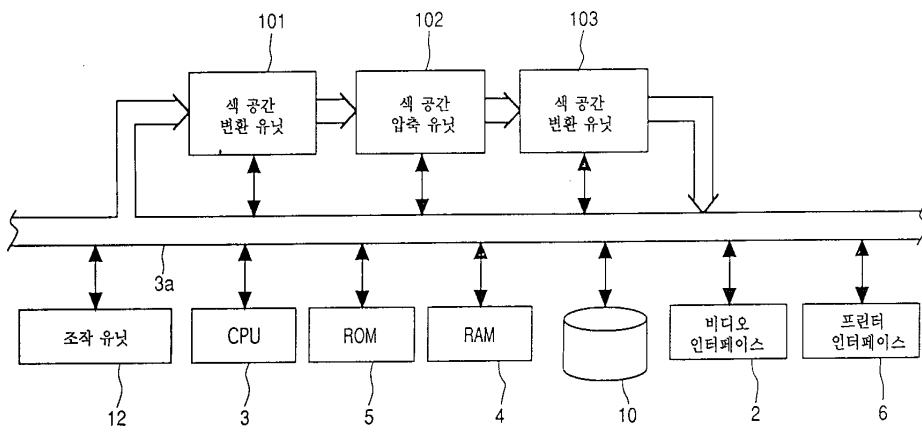 101
102
103
색 공간
변환 유닛
색 공간
압축 유닛
색 공간
변환 유닛
3a
조작 유닛
CPU
ROM
RAM
비디오
인터페이스
프린터
인터페이스
12
3
5
4
10
2
6